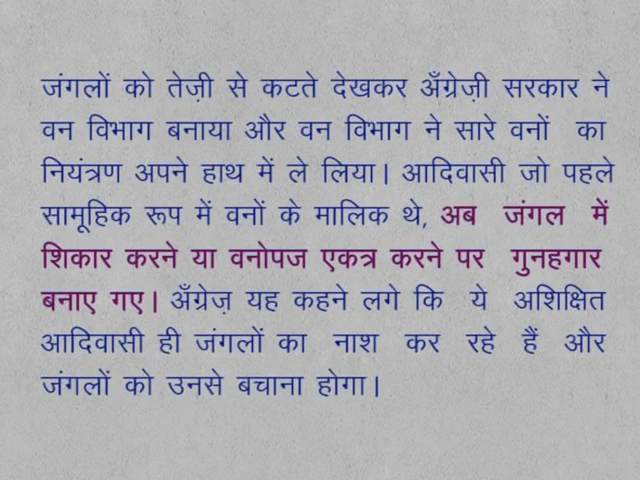 जंगलों को तेज़ी से कटते देखकर अँग्रेज़ी सरकार ने
वन विभाग बनाया और वन विभाग ने सारे वनों का
नियंत्रण अपने हाथ में ले लिया। आदिवासी जो पहले
सामूहिक रूप में वनों के मालिक थे, अब जंगल में
शिकार करने या वनोपज एकत्र करने पर गुनहगार
बनाए गए। अँग्रेज़ यह कहने लगे कि ये अशिक्षित
आदिवासी ही जंगलों का नाश कर रहे हैं और
जंगलों को उनसे बचाना होगा।